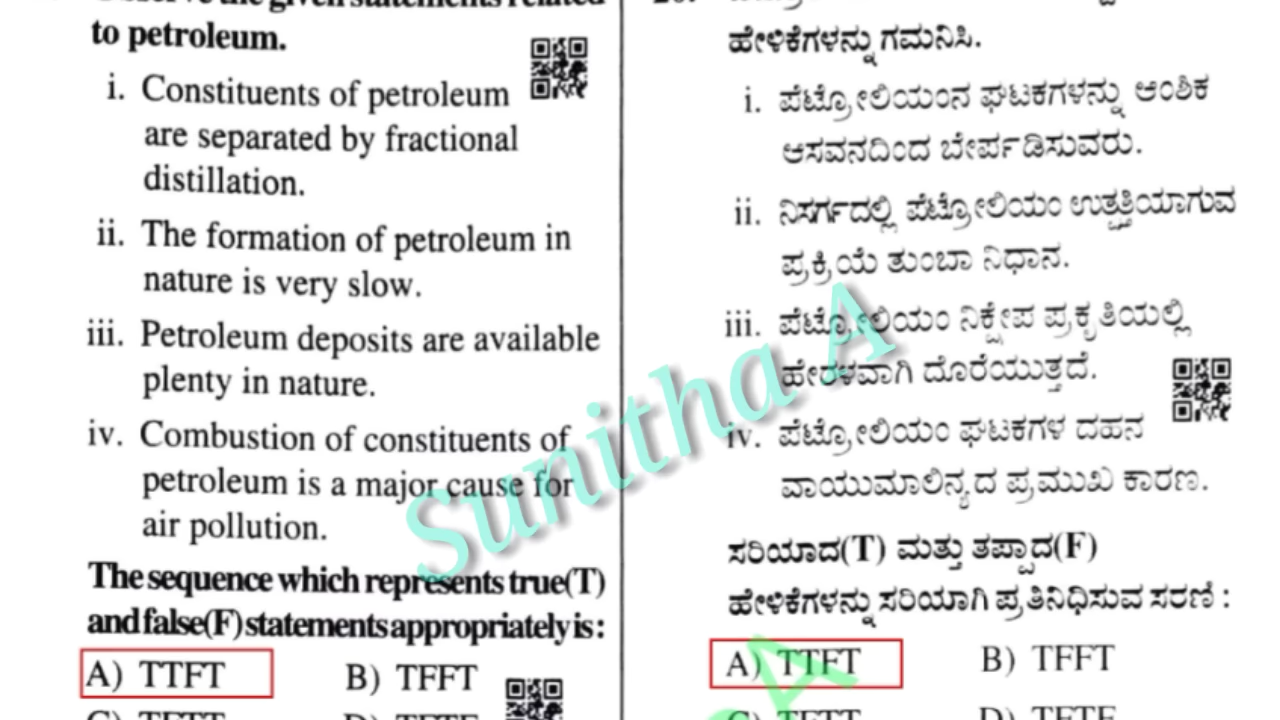 to petroleum.
i. Constituents of petroleum
are separated by fractional
distillation.
ii. The formation of petroleum in
nature is very slow.
iii. Petroleum deposits are available
plenty in nature.
iv. Combustion of constituents of
petroleum is a major cause for
air pollution.
The sequence which represents true(T)
and false(F) statements appropriately is :
A) TTFT B) TFFT
ಹೇಳಿಕೆಗಳನ್ನು ಗಮನಿಸಿ.
i. ಪೆಟ್ರೋಲಿಯಂನ ಘಟಕಗಳನ್ನು ಆಂಶಿಕ
ಆಸವನದಿಂದ ಬೇರ್ಪಡಿಸುವರು.
ii. ನಿಸರ್ಗದಲ್ಲಿ ಪೆಟ್ರೋಲಿಯಂ ಉತ್ಪತ್ತಿಯಾಗುವ
ಪ್ರಕ್ರಿಯೆ ತುಂಬಾ ನಿಧಾನ.
iii. ಪೆಟ್ರೋಲಿಯಂ ನಿಕ್ಷೇಪ ಪ್ರಕೃತಿಯಲ್ಲಿ
ಹೇರಳವಾಗಿ ದೊರೆಯುತ್ತದೆ.
iv. ಪೆಟ್ರೋಲಿಯಂ ಘಟಕಗಳ ದಹನ
ವಾಯುಮಾಲಿನ್ಯದ ಪ್ರಮುಖ ಕಾರಣ.
ಸರಿಯಾದ(T) ಮತ್ತು ತಪ್ಪಾದ(F)
ಹೇಳಿಕೆಗಳನ್ನು ಸರಿಯಾಗಿ ಪ್ರತಿನಿಧಿಸುವ ಸರಣಿ :
A) TTFT B) TFFT
Sunitha A